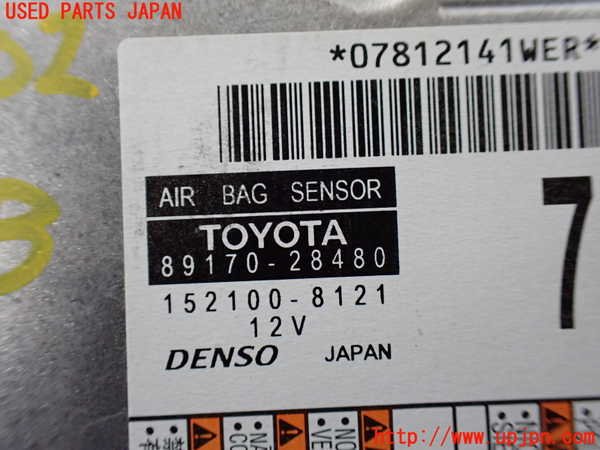 USED PARTS JAPAN
*07812141WER*
AIR BAG SENSOR
TOYOTA
89170-28480
7
152100-8121
12V
DENSO JAPAN
http://www.upjpn.com/